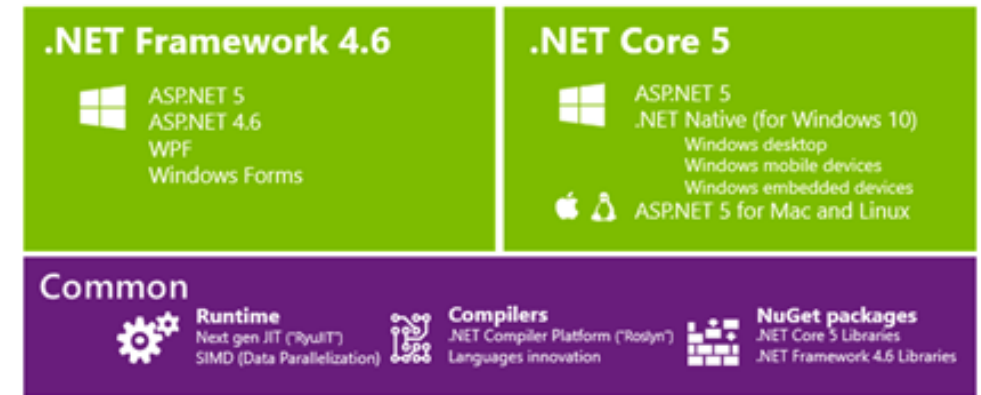 .NET Framework 4.6
ASP.NET 5
ASP.NET 4.6
WPF
Windows Forms
.NET Core 5
ASP.NET 5
.NET Native (for Windows 10)
Windows desktop
Windows mobile devices
Windows embedded devices
ASP.NET 5 for Mac and Linux
Common
Runtime
Next gen JIT ("RyuJIT")
SIMD (Data Parallelization)
Compilers
.NET Compiler Platform ("Roslyn")
Languages innovation
NuGet packages
.NET Core 5 Libraries
.NET Framework 4.6 Libraries